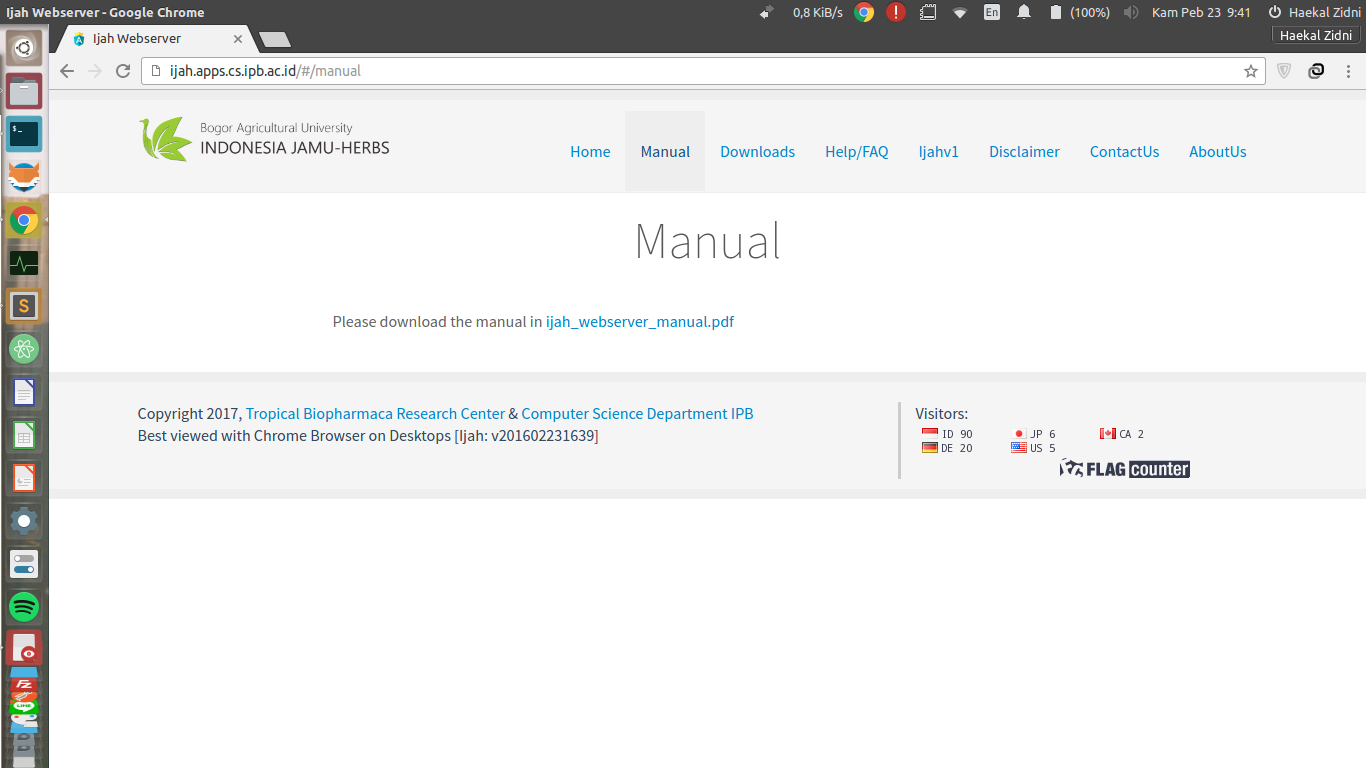 Ijah Webserver - Google Chrome
0,8 KiB/s
En
(100%)
Kam Peb 23 9:41
Haekal Zidni
Ijah Webserver
Haekal Zidni
ijah.apps.cs.ipb.ac.id/#/manual
Bogor Agricultural University
INDONESIA JAMU-HERBS
Home Manual Downloads Help/FAQ Ijahv1 Disclaimer ContactUs AboutUs
Manual
Please download the manual in ijah_webserver_manual.pdf
Copyright 2017, Tropical Biopharmaca Research Center & Computer Science Department IPB
Best viewed with Chrome Browser on Desktops [Ijah: v201602231639]
Visitors:
ID 90 JP 6 CA 2
DE 20 US 5
FLAG counter
S
FZ
LINE